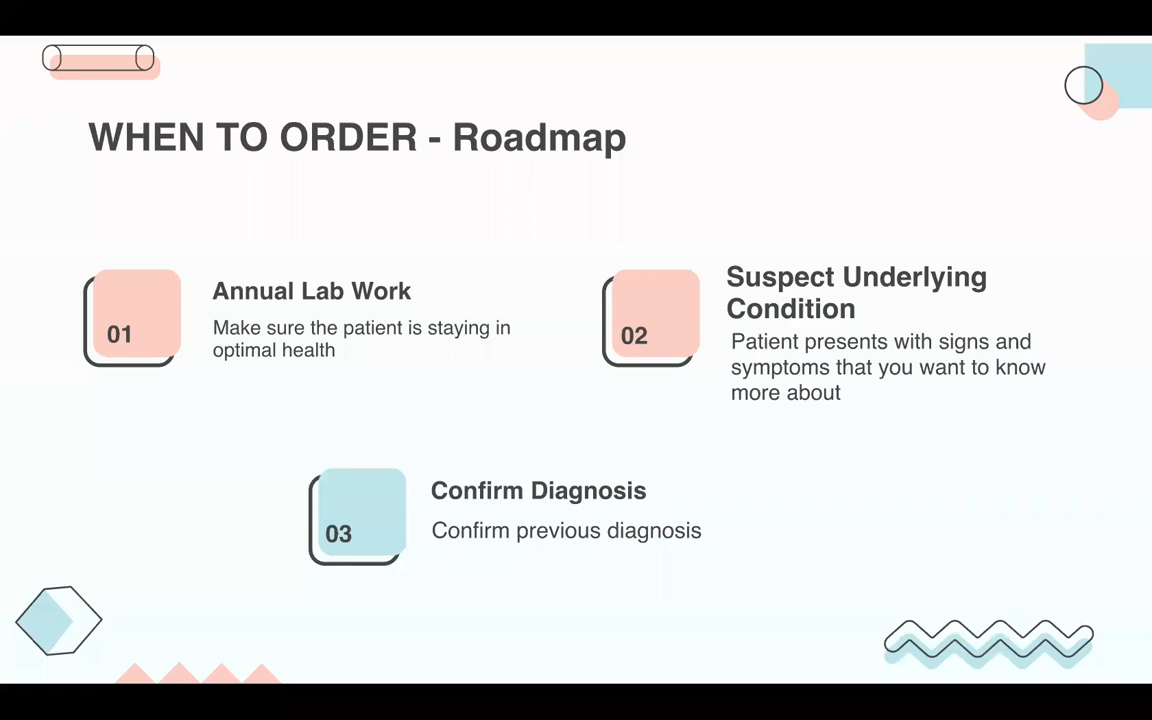 WHEN TO ORDER - Roadmap
01
Annual Lab Work
Make sure the patient is staying in
optimal health
02
Suspect Underlying
Condition
Patient presents with signs and
symptoms that you want to know
more about
03
Confirm Diagnosis
Confirm previous diagnosis